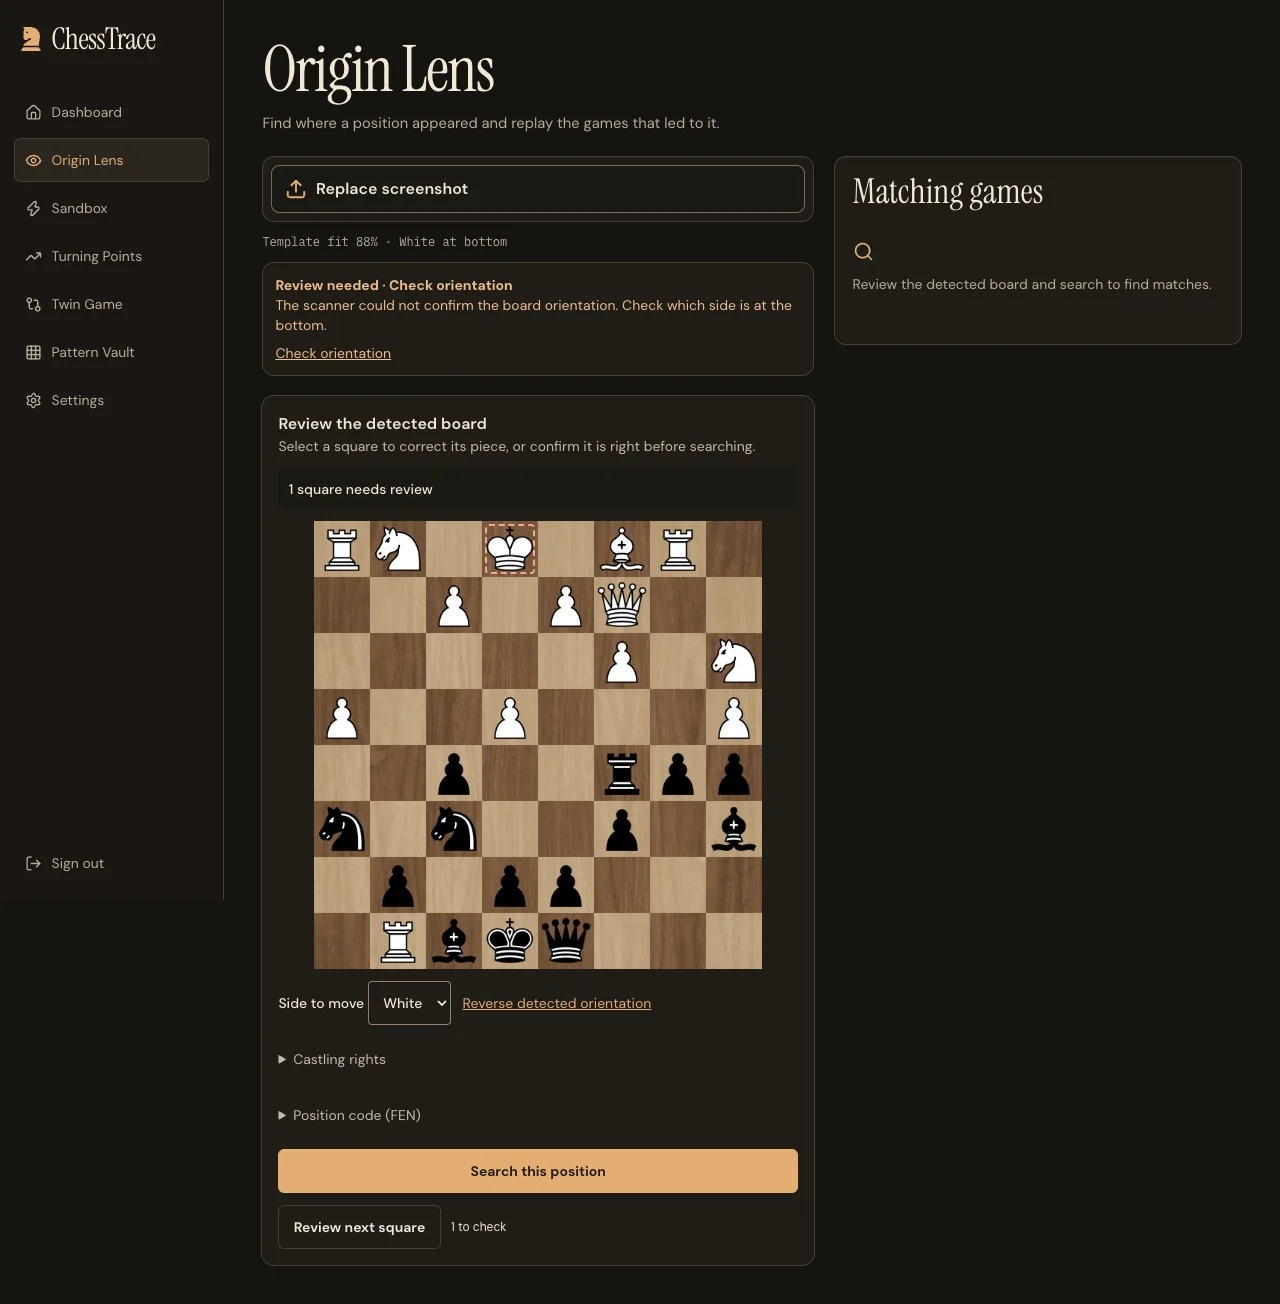 ChessTrace
Dashboard
Origin Lens
Sandbox
Turning Points
Twin Game
Pattern Vault
Settings
Sign out
Origin Lens
Find where a position appeared and replay the games that led to it.
Replace screenshot
Template fit 88% · White at bottom
Review needed · Check orientation
The scanner could not confirm the board orientation. Check which side is at the
bottom.
Check orientation
Review the detected board
Select a square to correct its piece, or confirm it is right before searching.
1 square needs review
Side to move White Reverse detected orientation
Castling rights
Position code (FEN)
Search this position
Review next square 1 to check
Matching games
Review the detected board and search to find matches.